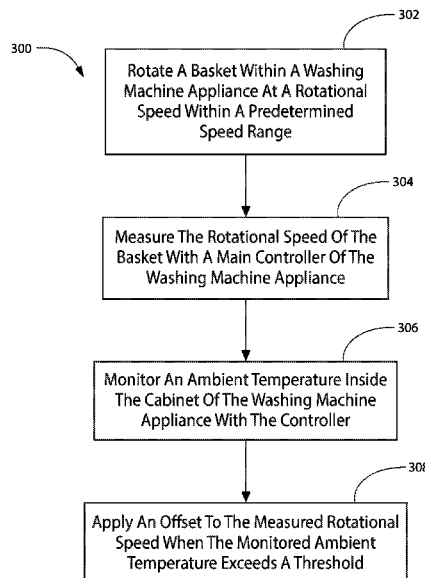 302
300
Rotate A Basket Within A Washing
Machine Appliance At A Rotational
Speed Within A Predetermined
Speed Range
304
Measure The Rotational Speed Of The
Basket With A Main Controller Of The
Washing Machine Appliance
306
Monitor An Ambient Temperature Inside
The Cabinet Of The Washing Machine
Appliance With The Controller
308
Apply An Offset To The Measured Rotational
Speed When The Monitored Ambient
Temperature Exceeds A Threshold